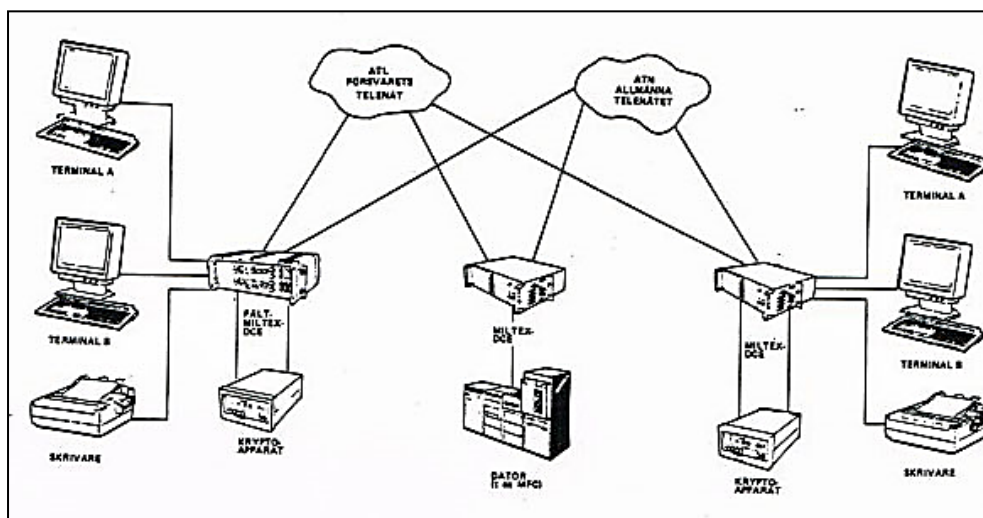 ATL
FÖRSVARETS
TELENÄT
ATN
ALLMÄNNA
TELENÄTET
TERMINAL A
TERMINAL A
TERMINAL B
FÄLT-
MILTEX-
DCE
MILTEX-
DCE
MILTEX-
DCE
TERMINAL B
SKRIVARE
KRYPTO-
APPARAT
DATOR
KRYPTO-
APPARAT
SKRIVARE